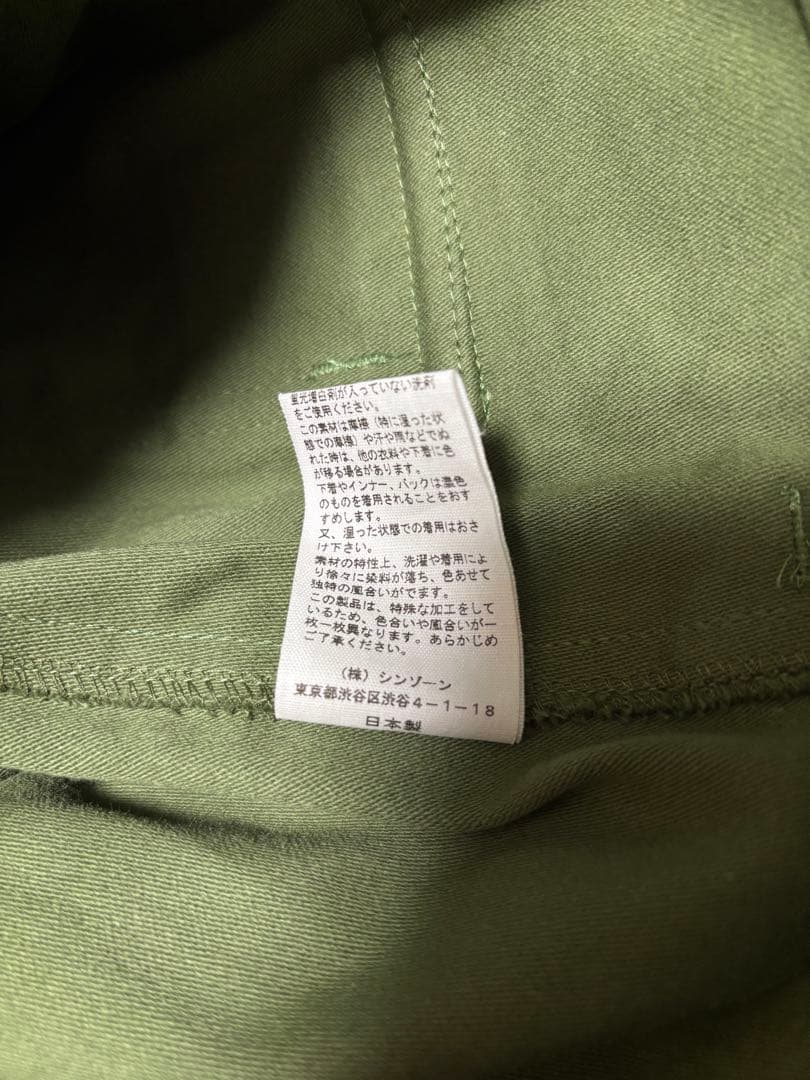 蛍光増白剤が入っていない洗剤
をご使用ください。
この素材は摩擦（特に湿った状
態での摩擦）や汗や雨などでぬ
れた時は、他の衣料や下着に色
が移る場合があります。
下着やインナー、バックは濃色
のものを着用されることをおす
すめします。
又、湿った状態での着用はおさ
け下さい。
素材の特性上、洗濯や着用によ
り徐々に染料が落ち、色あせて
独特の風合いがでます。
この製品は、特殊な加工をして
いるため、色合いや風合いが一
枚一枚異なります。あらかじめ
ご了承ください。
（株）シンゾーン
東京都渋谷区渋谷4－1－18
日本製